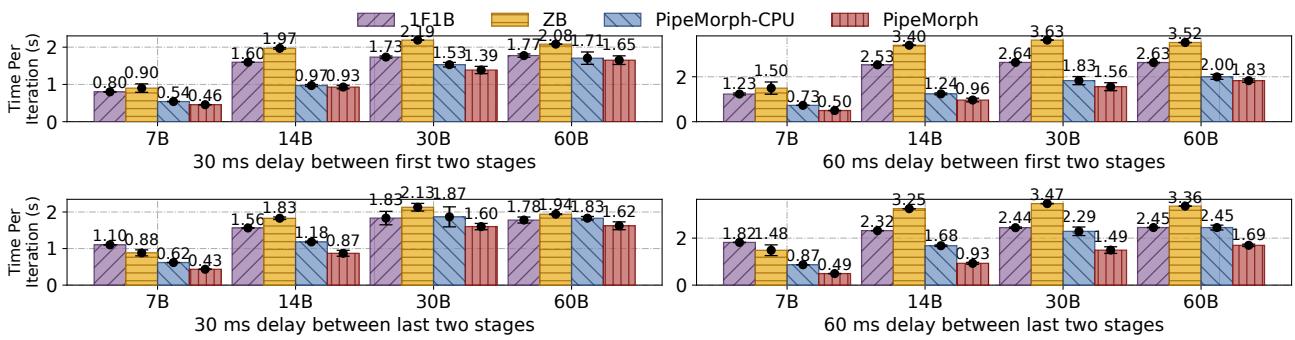 1F1B ZB PipeMorph-CPU PipeMorph
Time Per
Iteration (s)
2
1
0
0.80 0.90 0.54 0.46
1.60 1.97 0.97 0.93
1.73 2.19 1.53 1.39
1.77 2.08 1.71 1.65
7B 14B 30B 60B
30 ms delay between first two stages
2
0
1.23 1.50 0.73 0.50
2.53 3.40 1.24 0.96
2.64 3.63 1.83 1.56
2.63 3.52 2.00 1.83
7B 14B 30B 60B
60 ms delay between first two stages
Time Per
Iteration (s)
2
1
0
1.10 0.88 0.62 0.43
1.56 1.83 1.18 0.87
1.83 2.13 1.87 1.60
1.78 1.94 1.83 1.62
7B 14B 30B 60B
30 ms delay between last two stages
2
0
1.82 1.48 0.87 0.49
2.32 3.25 1.68 0.93
2.44 3.47 2.29 1.49
2.45 3.36 2.45 1.69
7B 14B 30B 60B
60 ms delay between last two stages